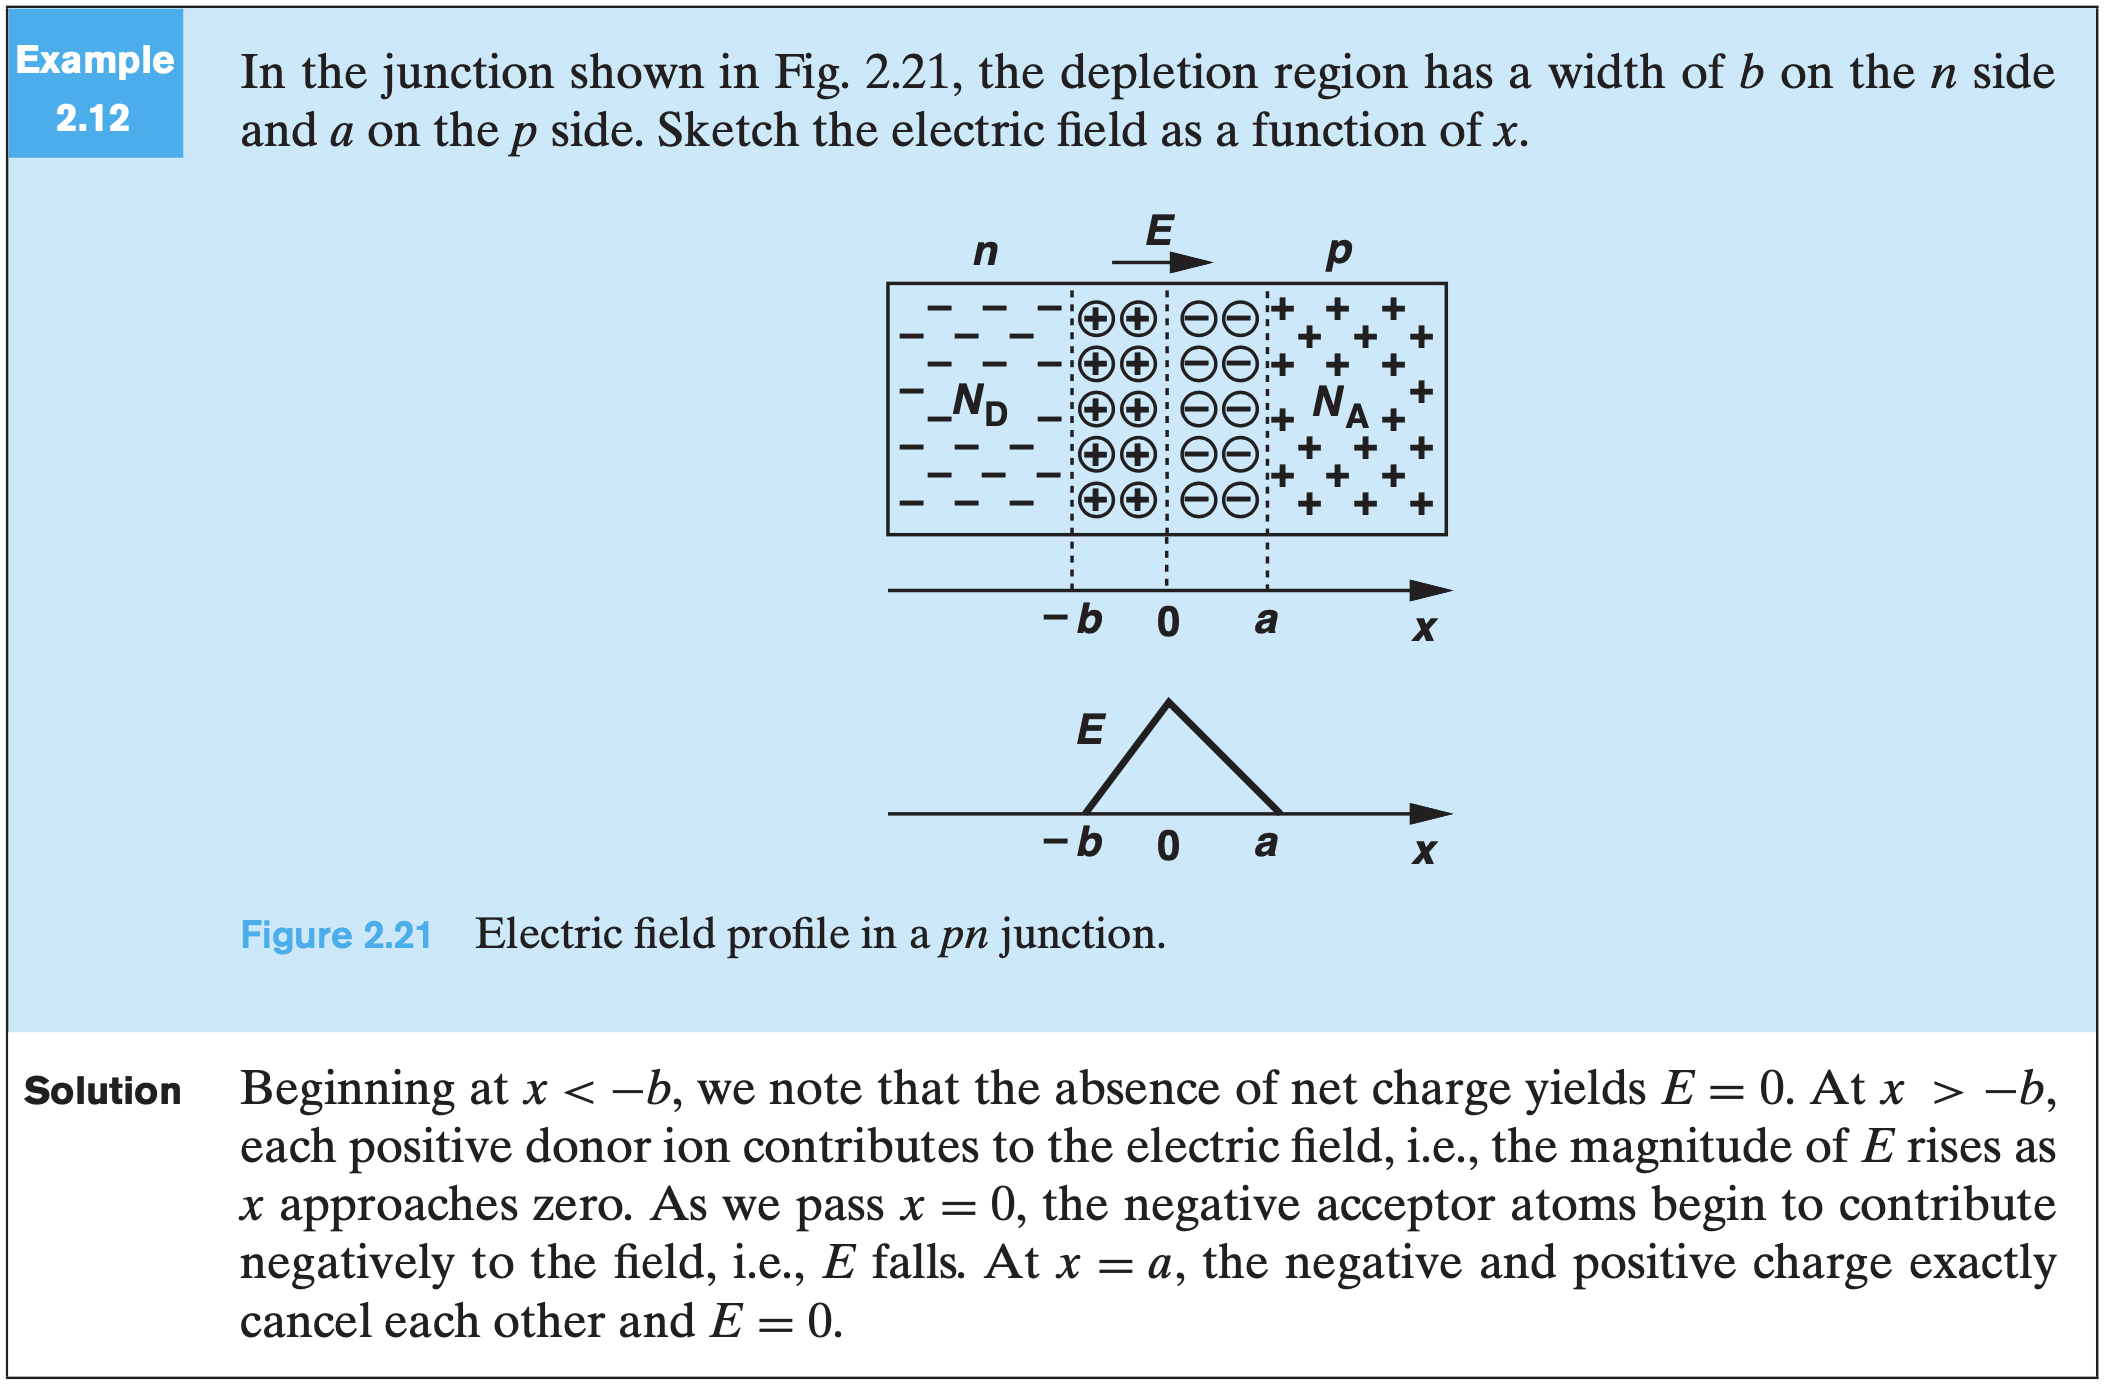 Example
2.12
In the junction shown in Fig. 2.21, the depletion region has a width of b on the n side
and a on the p side. Sketch the electric field as a function of x.
E
n p
− − − + + + +
− − − − − +
N_D N_A
−b 0 a x
E
−b 0 a x
Figure 2.21 Electric field profile in a pn junction.
Solution
Beginning at x < −b, we note that the absence of net charge yields E = 0. At x > −b,
each positive donor ion contributes to the electric field, i.e., the magnitude of E rises as
x approaches zero. As we pass x = 0, the negative acceptor atoms begin to contribute
negatively to the field, i.e., E falls. At x = a, the negative and positive charge exactly
cancel each other and E = 0.